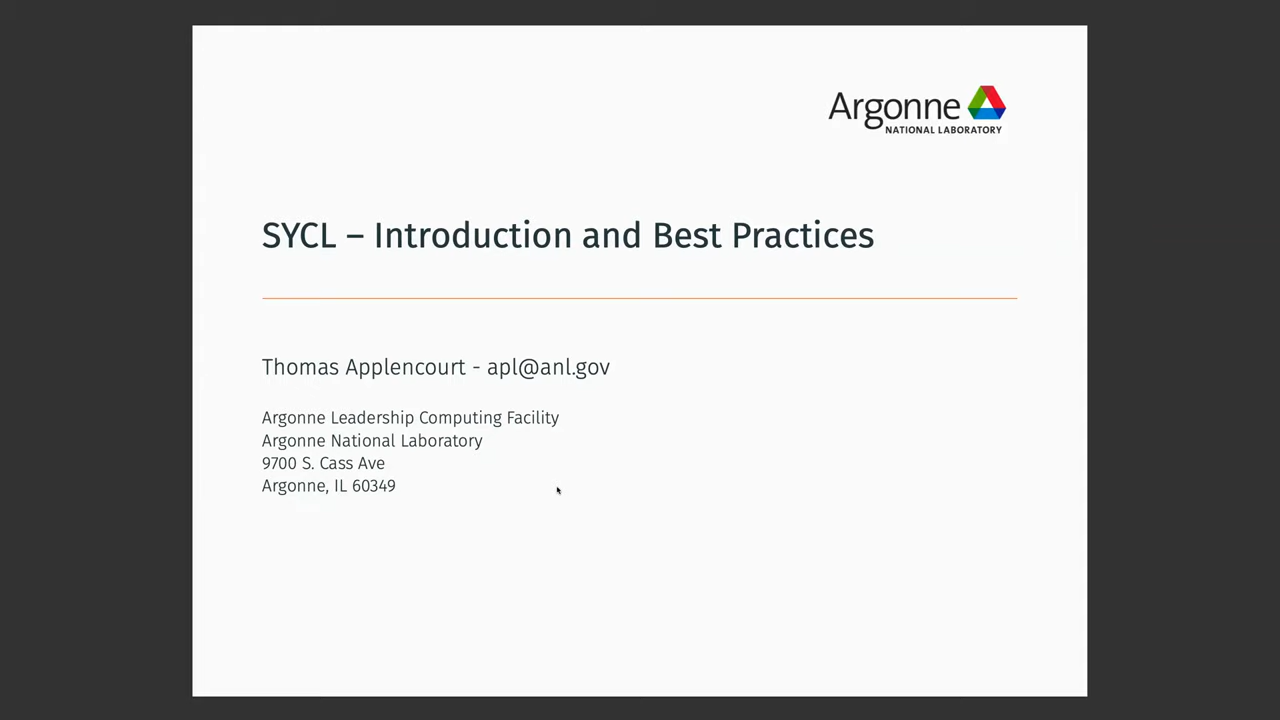 Argonne
NATIONAL LABORATORY
SYCL – Introduction and Best Practices
Thomas Applencourt - apl@anl.gov
Argonne Leadership Computing Facility
Argonne National Laboratory
9700 S. Cass Ave
Argonne, IL 60349